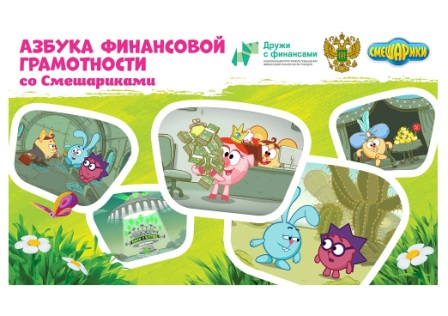 АЗБУКА ФИНАНСОВОЙ
ГРАМОТНОСТИ
со Смешариками
Дружи
с финансами
СМЕШАРИКИ